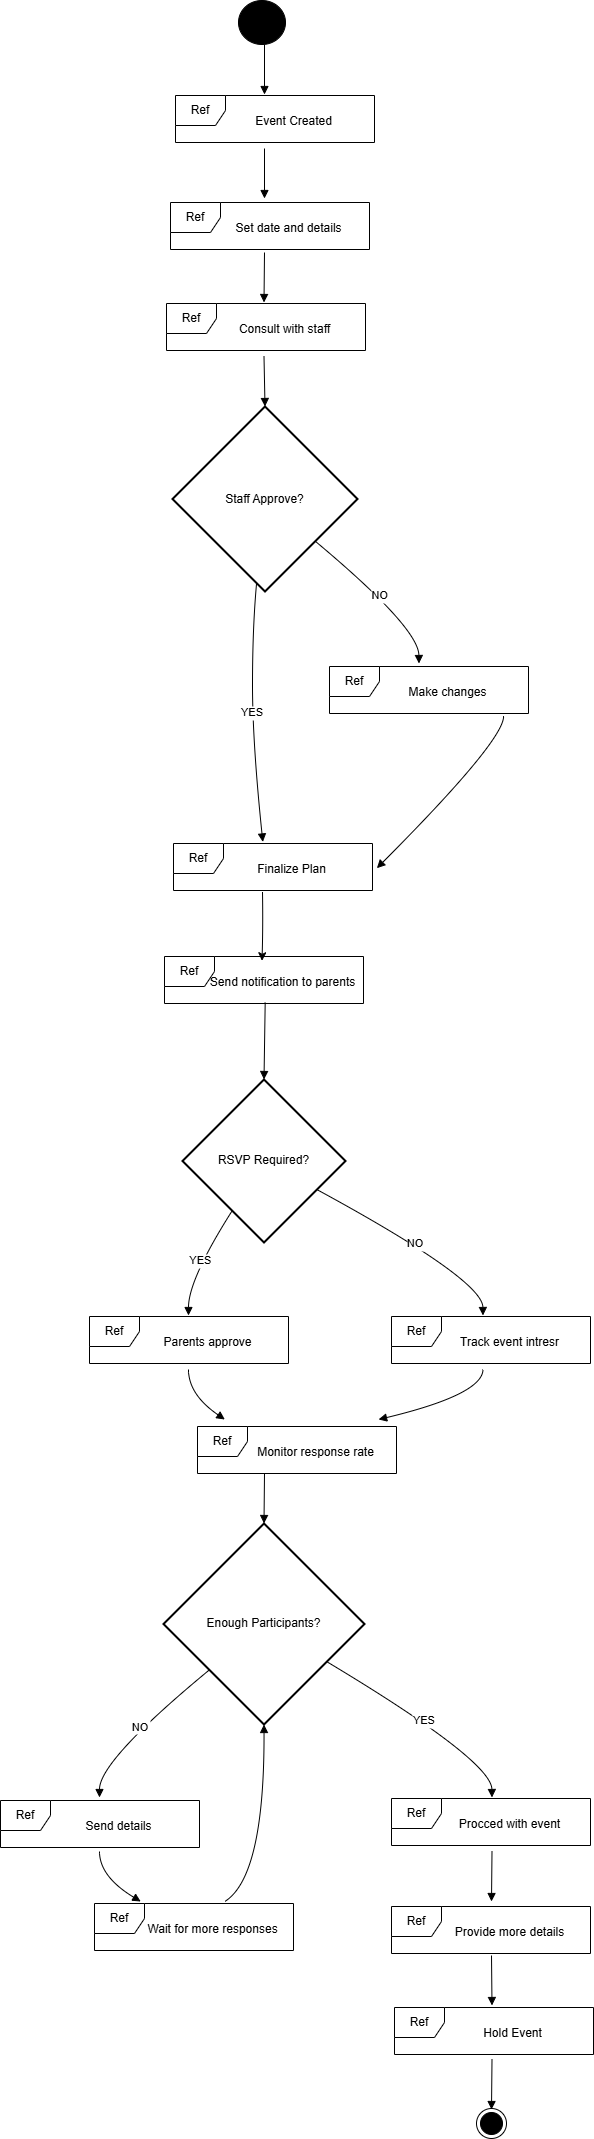 Ref
Event Created
Ref
Set date and details
Ref
Consult with staff
Staff Approve?
NO
Ref
Make changes
YES
Ref
Finalize Plan
Ref
Send notification to parents
RSVP Required?
YES
NO
Ref
Parents approve
Ref
Track event intresr
Ref
Monitor response rate
Enough Participants?
NO
YES
Ref
Send details
Ref
Procced with event
Ref
Wait for more responses
Ref
Provide more details
Ref
Hold Event